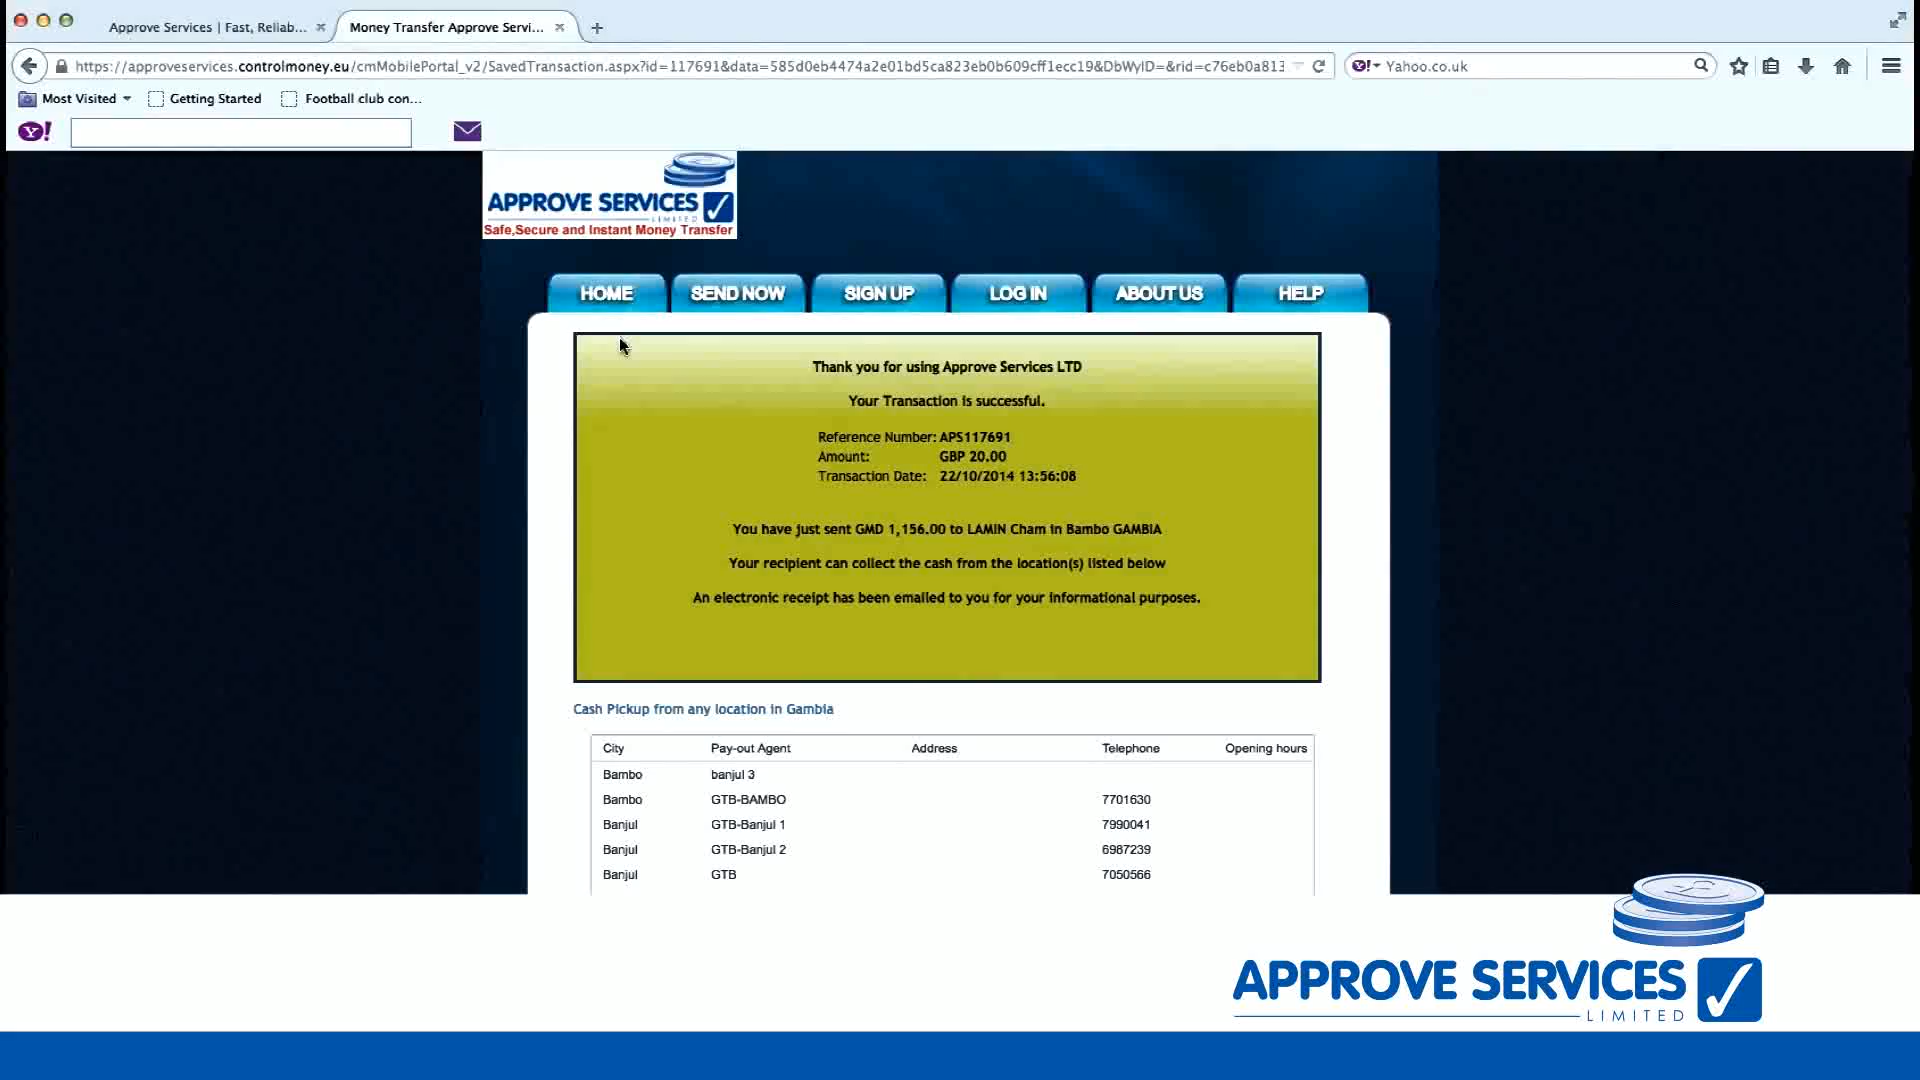 Approve Services | Fast, Reliab...
Money Transfer Approve Servi...
https://approveservices.controlmoney.eu/cmMobilePortal_v2/SavedTransaction.aspx?id=117691&data=585d0eb4474a2e01bd5ca823eb0b609cff1ecc19&DbWyID=&rid=c76eb0a813
Yahoo.co.uk
Most Visited
Getting Started
Football club con...
Y!
APPROVE SERVICES
LIMITED
Safe,Secure and Instant Money Transfer
HOME
SEND NOW
SIGN UP
LOG IN
ABOUT US
HELP
Thank you for using Approve Services LTD
Your Transaction is successful.
Reference Number: APS117691
Amount: GBP 20.00
Transaction Date: 22/10/2014 13:56:08
You have just sent GMD 1,156.00 to LAMIN Cham in Bambo GAMBIA
Your recipient can collect the cash from the location(s) listed below
An electronic receipt has been emailed to you for your informational purposes.
Cash Pickup from any location in Gambia
City Pay-out Agent Address Telephone Opening hours
Bambo banjul 3
Bambo GTB-BAMBO 7701630
Banjul GTB-Banjul 1 7990041
Banjul GTB-Banjul 2 6987239
Banjul GTB 7050566
APPROVE SERVICES
LIMITED